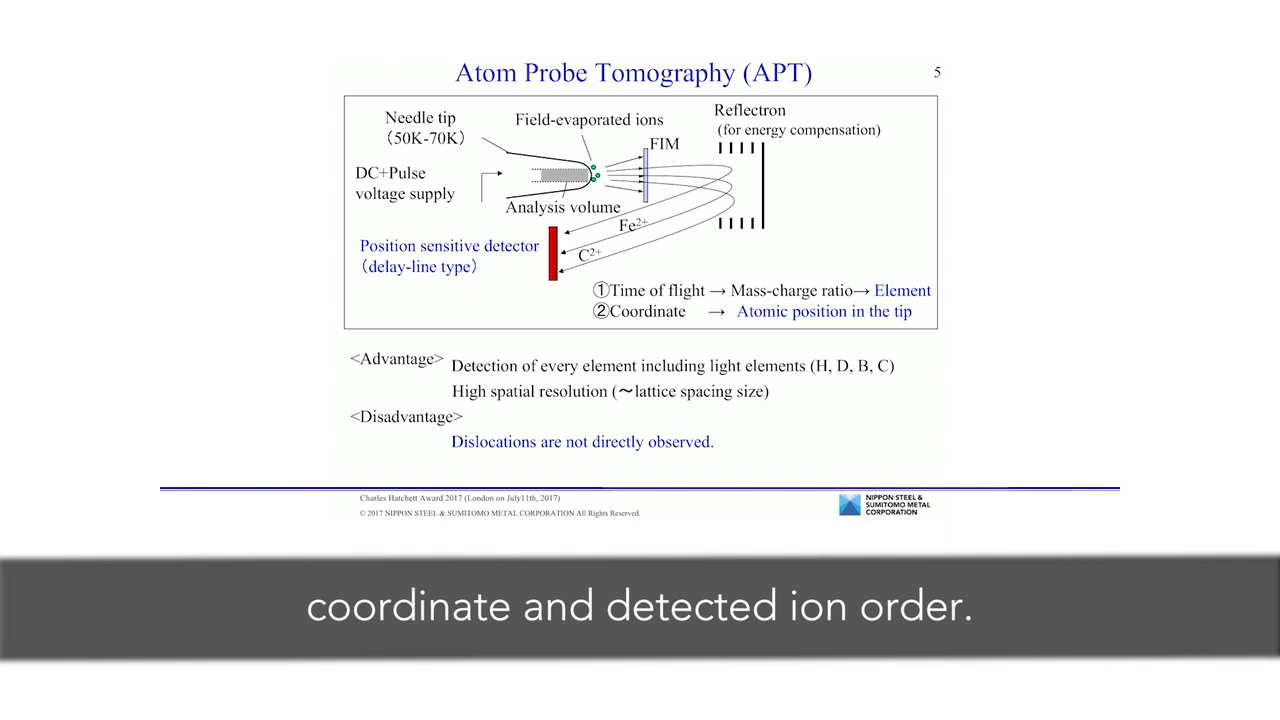 Atom Probe Tomography (APT)
5
Needle tip
（50K-70K）
Field-evaporated ions
Reflectron
(for energy compensation)
FIM
DC+Pulse
voltage supply
Analysis volume
Fe²⁺
Position sensitive detector
（delay-line type）
C²⁺
①Time of flight → Mass-charge ratio→ Element
②Coordinate → Atomic position in the tip
<Advantage> Detection of every element including light elements (H, D, B, C)
High spatial resolution (～lattice spacing size)
<Disadvantage>
Dislocations are not directly observed.
Charles Hatchett Award 2017 (London on July11th, 2017)
© 2017 NIPPON STEEL & SUMITOMO METAL CORPORATION All Rights Reserved.
NIPPON STEEL &
SUMITOMO METAL
CORPORATION
coordinate and detected ion order.